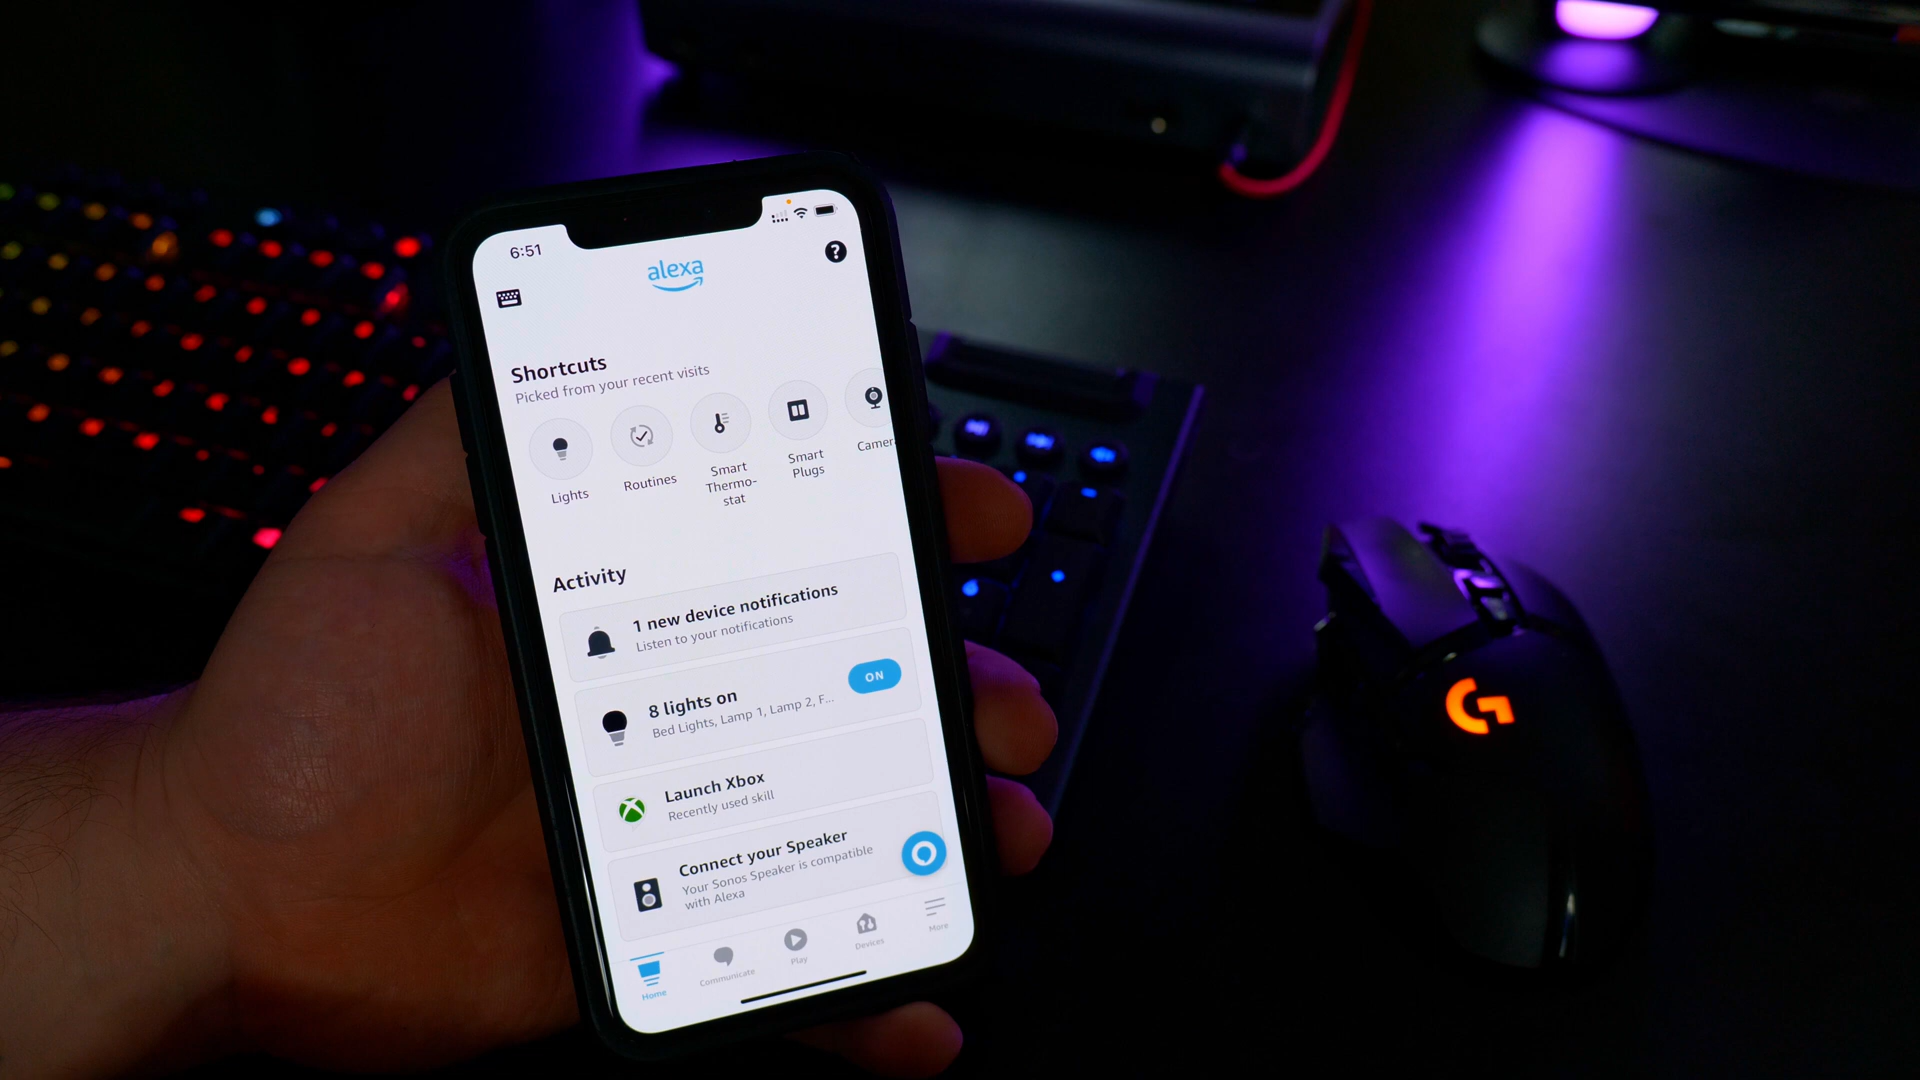 6:51
alexa
?
Shortcuts
Picked from your recent visits
Lights
Routines
Smart
Thermo-
stat
Smart
Plugs
Camer
Activity
1 new device notifications
Listen to your notifications
8 lights on
Bed Lights, Lamp 1, Lamp 2, F...
ON
Launch Xbox
Recently used skill
Connect your Speaker
Your Sonos Speaker is compatible
with Alexa
Home
Communicate
Play
Devices
More
G